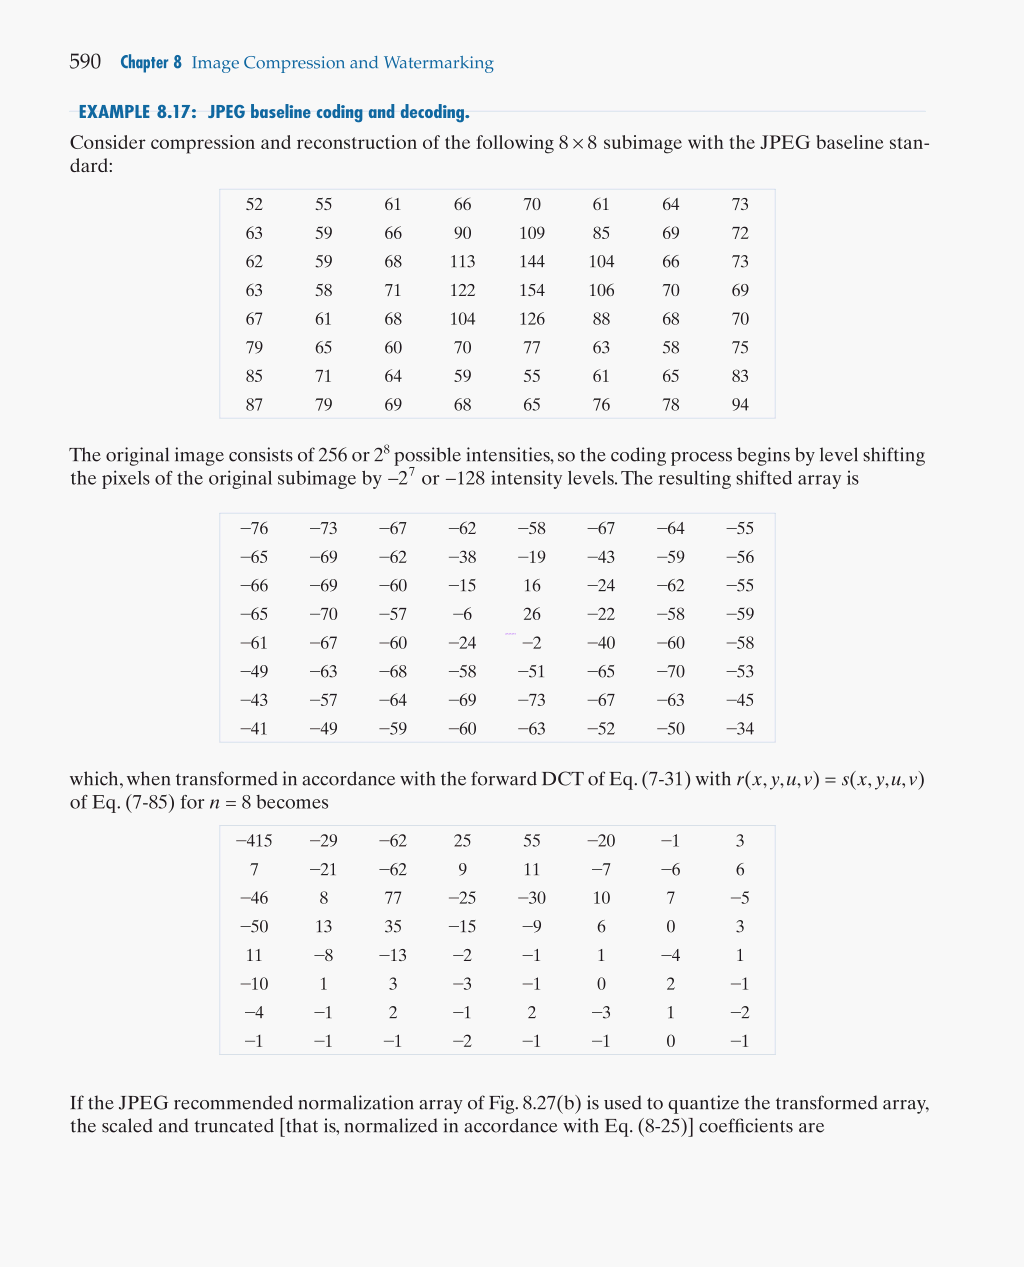 590 Chapter 8 Image Compression and Watermarking
EXAMPLE 8.17: JPEG baseline coding and decoding.
Consider compression and reconstruction of the following 8 × 8 subimage with the JPEG baseline stan-
dard:
52 55 61 66 70 61 64 73
63 59 66 90 109 85 69 72
62 59 68 113 144 104 66 73
63 58 71 122 154 106 70 69
67 61 68 104 126 88 68 70
79 65 60 70 77 63 58 75
85 71 64 59 55 61 65 83
87 79 69 68 65 76 78 94
The original image consists of 256 or 2⁸ possible intensities, so the coding process begins by level shifting
the pixels of the original subimage by −2⁷ or −128 intensity levels. The resulting shifted array is
−76 −73 −67 −62 −58 −67 −64 −55
−65 −69 −62 −38 −19 −43 −59 −56
−66 −69 −60 −15 16 −24 −62 −55
−65 −70 −57 −6 26 −22 −58 −59
−61 −67 −60 −24 −2 −40 −60 −58
−49 −63 −68 −58 −51 −65 −70 −53
−43 −57 −64 −69 −73 −67 −63 −45
−41 −49 −59 −60 −63 −52 −50 −34
which, when transformed in accordance with the forward DCT of Eq. (7-31) with r(x, y, u, v) = s(x, y, u, v)
of Eq. (7-85) for n = 8 becomes
−415 −29 −62 25 55 −20 −1 3
7 −21 −62 9 11 −7 −6 6
−46 8 77 −25 −30 10 7 −5
−50 13 35 −15 −9 6 0 3
11 −8 −13 −2 −1 1 −4 1
−10 1 3 −3 −1 0 2 −1
−4 −1 2 −1 2 −3 1 −2
−1 −1 −1 −2 −1 −1 0 −1
If the JPEG recommended normalization array of Fig. 8.27(b) is used to quantize the transformed array,
the scaled and truncated [that is, normalized in accordance with Eq. (8-25)] coefficients are